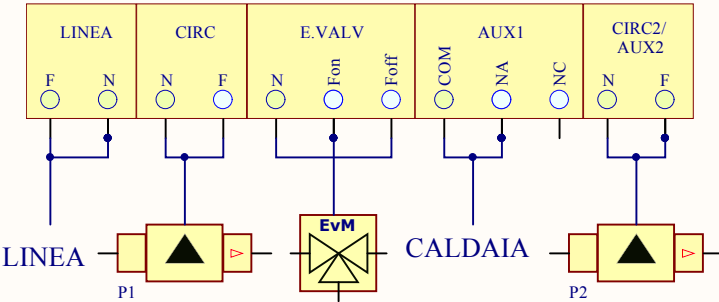 LINEA CIRC E.VALV AUX1 CIRC2/
AUX2
F N N F N Fon Foff COM NA NC N F
EvM
LINEA CALDAIA
P1 P2